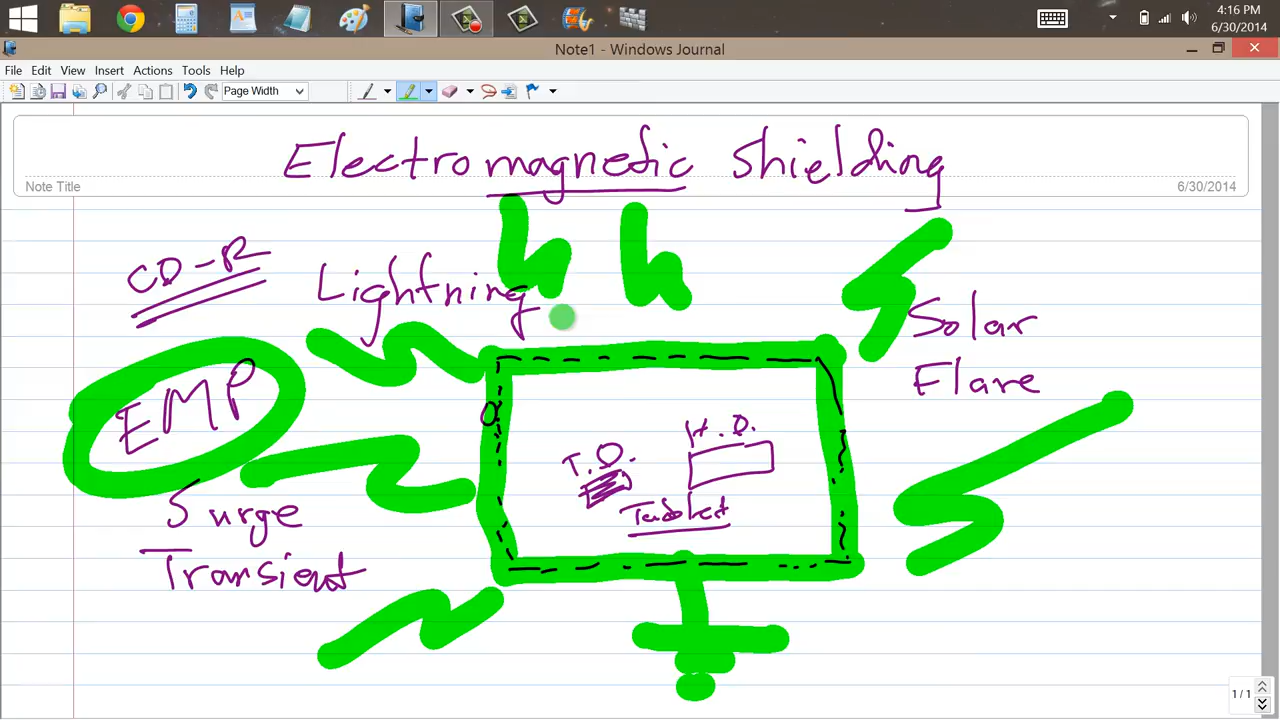 4:16 PM
6/30/2014
Note1 - Windows Journal
File Edit View Insert Actions Tools Help
Page Width
Electromagnetic Shielding
Note Title
6/30/2014
CD-R
Lightning
Solar
Flare
EMP
H.D.
T.D.
Surge
Transient
1/1